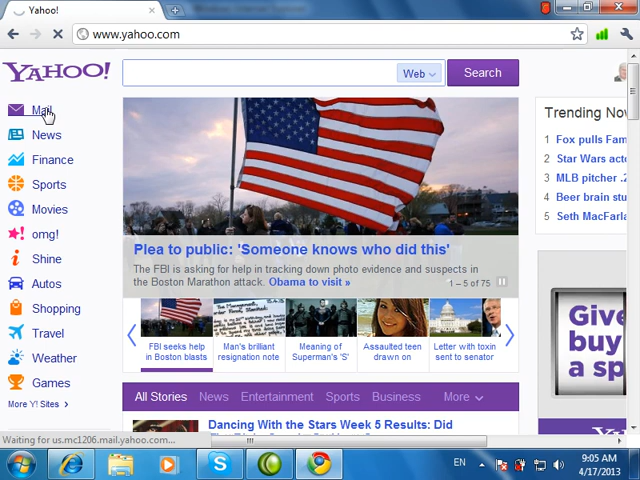 Yahoo!
www.yahoo.com
YAHOO!
Web
Search
Mail
News
Finance
Sports
Movies
omg!
Shine
Autos
Shopping
Travel
Weather
Games
More Y! Sites >
Plea to public: 'Someone knows who did this'
The FBI is asking for help in tracking down photo evidence and suspects in
the Boston Marathon attack. Obama to visit »
1 – 5 of 75
FBI seeks help
in Boston blasts
Man's brilliant
resignation note
Meaning of
Superman's 'S'
Assaulted teen
drawn on
Letter with toxin
sent to senator
All Stories
News
Entertainment
Sports
Business
More
Dancing With the Stars Week 5 Results: Did
Trending Now
1 Fox pulls Fam
2 Star Wars acto
3 MLB pitcher .2
4 Beer brain stu
5 Seth MacFarla
Give
buy
a sp
Waiting for us.mc1206.mail.yahoo.com...
EN
9:05 AM
4/17/2013